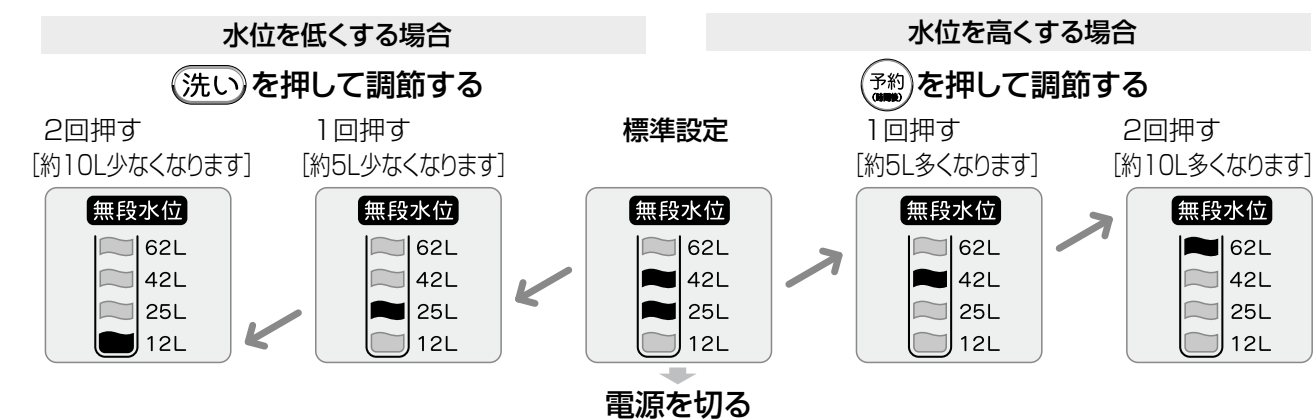 水位を低くする場合
水位を高くする場合
洗いを押して調節する
予約(時間後)を押して調節する
2回押す
[約10L少なくなります]
1回押す
[約5L少なくなります]
標準設定
1回押す
[約5L多くなります]
2回押す
[約10L多くなります]
無段水位
62L
42L
25L
12L
無段水位
62L
42L
25L
12L
無段水位
62L
42L
25L
12L
無段水位
62L
42L
25L
12L
無段水位
62L
42L
25L
12L
電源を切る